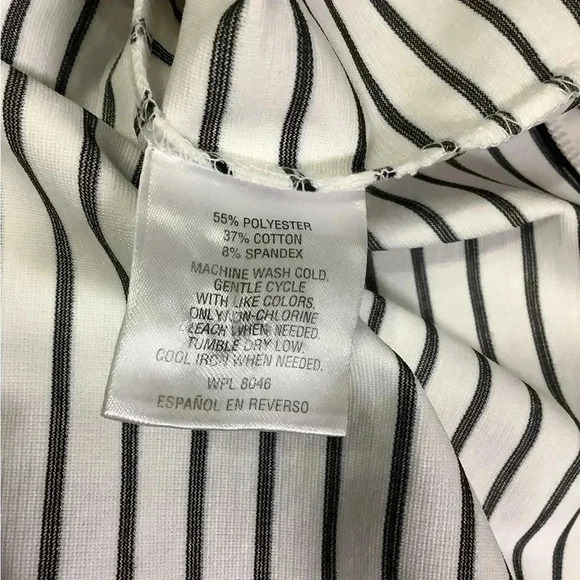 55% POLYESTER
37% COTTON
8% SPANDEX
MACHINE WASH COLD,
GENTLE CYCLE
WITH LIKE COLORS,
ONLY NON-CHLORINE
BLEACH WHEN NEEDED.
TUMBLE DRY LOW.
COOL IRON WHEN NEEDED.
WPL 8046
ESPAÑOL EN REVERSO